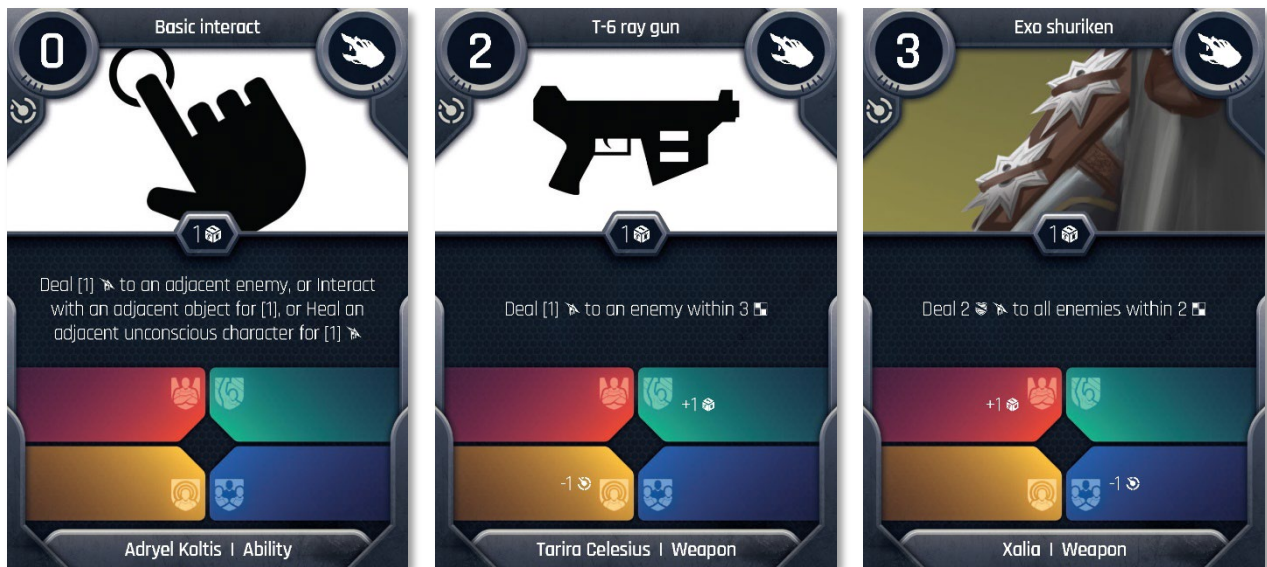 0
Basic interact
1
Deal [1] to an adjacent enemy, or Interact
with an adjacent object for [1], or Heal an
adjacent unconscious character for [1]
Adryel Koltis | Ability
2
T-6 ray gun
1
Deal [1] to an enemy within 3
+1
-1
Tarira Celesius | Weapon
3
Exo shuriken
1
Deal 2 to all enemies within 2
+1
-1
Xalia | Weapon